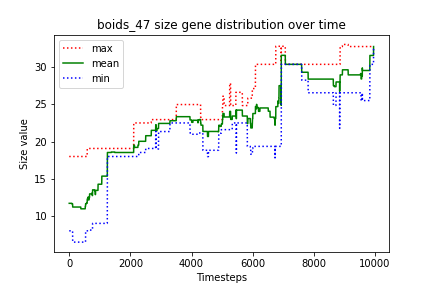 boids_47 size gene distribution over time
max
mean
min
30
25
20
15
10
Size value
0
2000
4000
6000
8000
10000
Timesteps